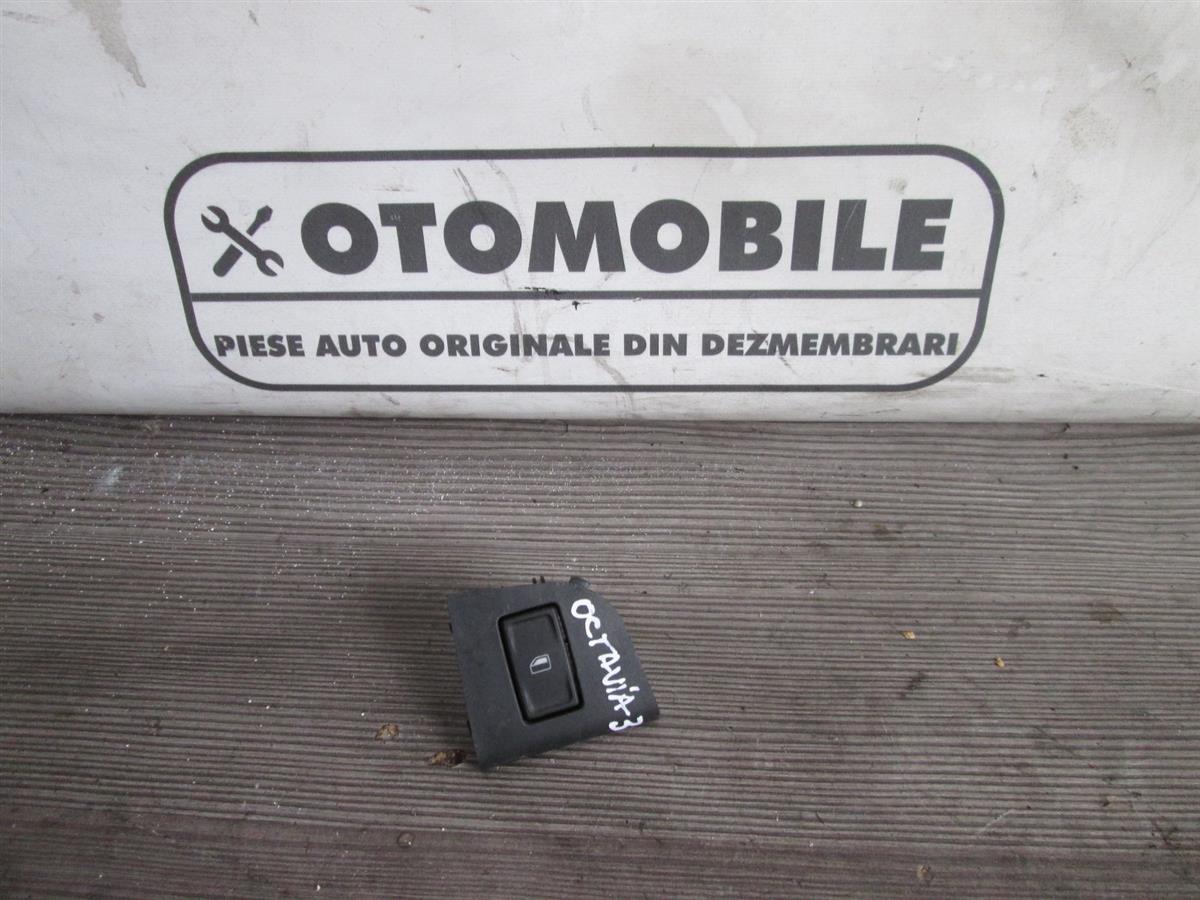 OTOMOBILE
PIESE AUTO ORIGINALE DIN DEZMEMBRARI
OCTAVIA 3